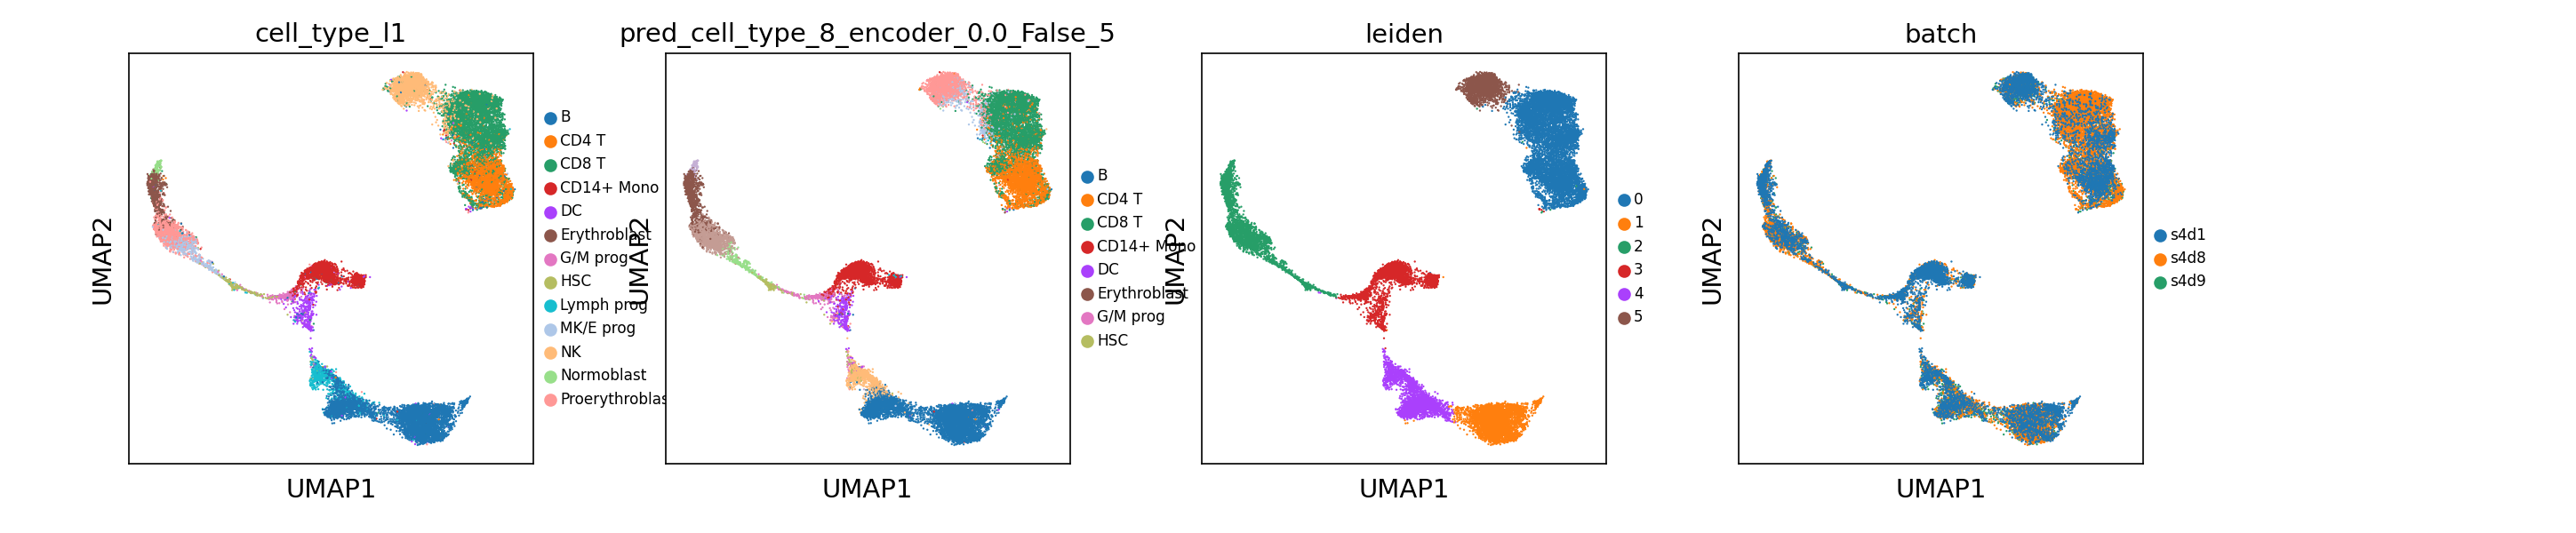 cell_type_l1
UMAP2
UMAP1
B
CD4 T
CD8 T
CD14+ Mono
DC
Erythroblast
G/M prog
HSC
Lymph prog
MK/E prog
NK
Normoblast
Proerythroblas
pred_cell_type_8_encoder_0.0_False_5
UMAP2
UMAP1
B
CD4 T
CD8 T
CD14+ Mono
DC
Erythroblast
G/M prog
HSC
leiden
UMAP2
UMAP1
0
1
2
3
4
5
batch
UMAP2
UMAP1
s4d1
s4d8
s4d9